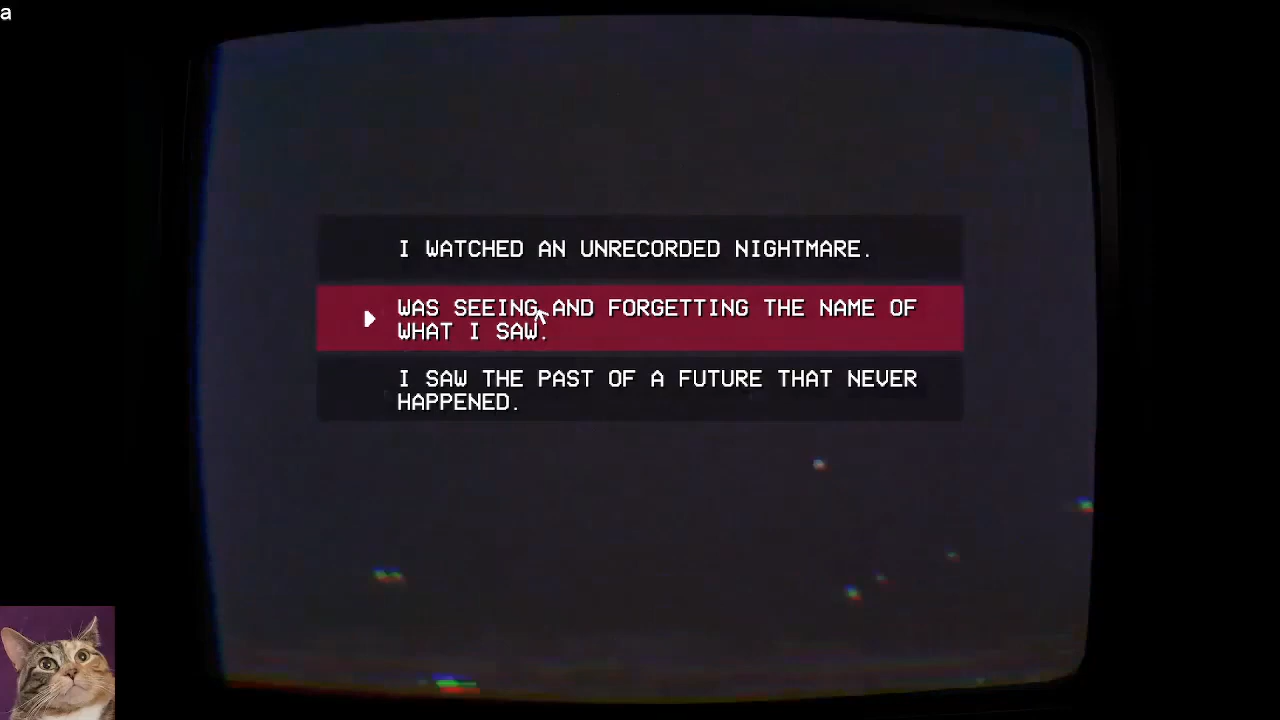 a
I WATCHED AN UNRECORDED NIGHTMARE.
WAS SEEING AND FORGETTING THE NAME OF
WHAT I SAW.
I SAW THE PAST OF A FUTURE THAT NEVER
HAPPENED.